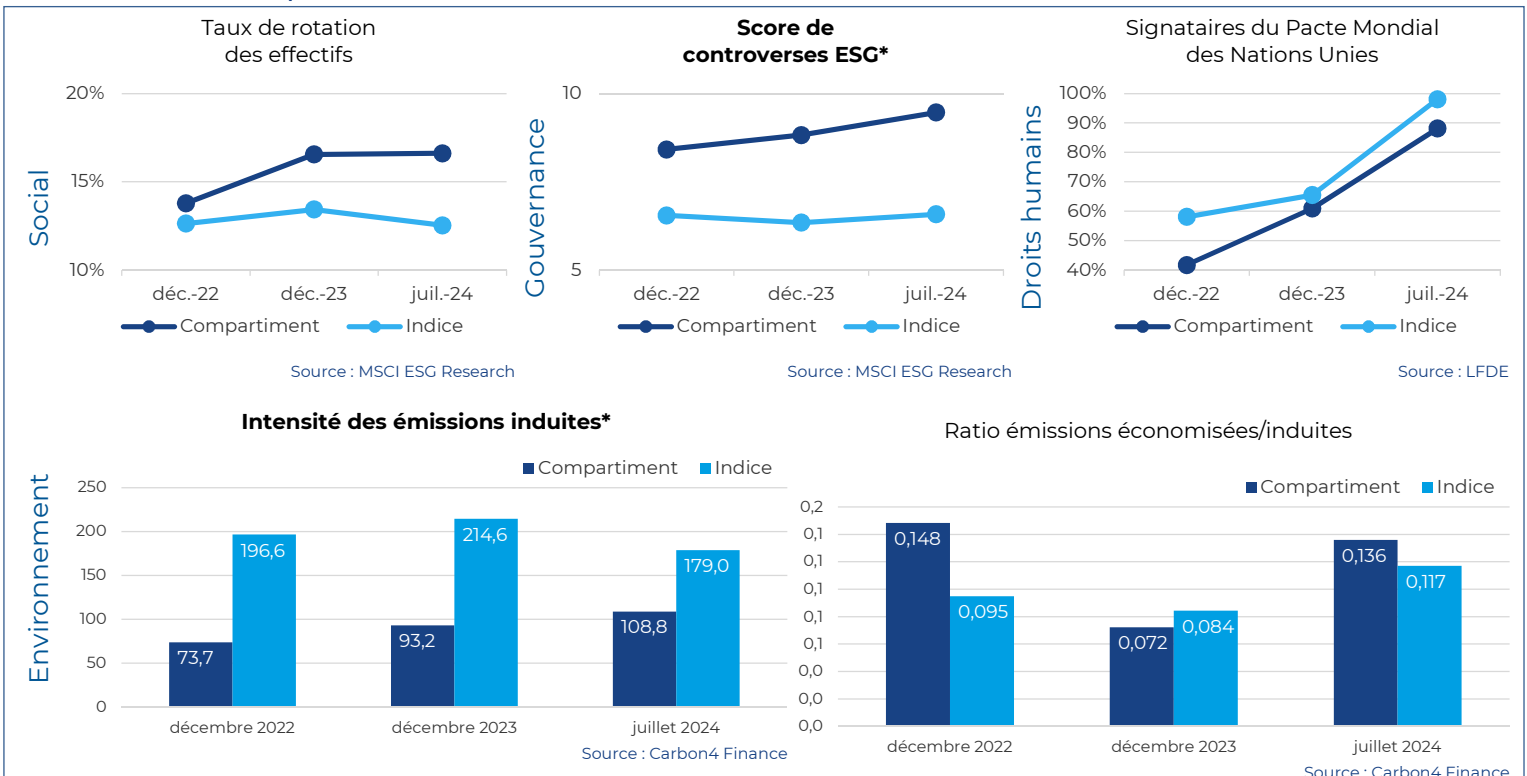 Taux de rotation
des effectifs
Social
20%
15%
10%
déc.-22 déc.-23 juil.-24
Compartiment Indice
Source : MSCI ESG Research
Score de
controverses ESG*
Gouvernance
10
5
déc.-22 déc.-23 juil.-24
Compartiment Indice
Source : MSCI ESG Research
Signataires du Pacte Mondial
des Nations Unies
Droits humains
100%
90%
80%
70%
60%
50%
40%
déc.-22 déc.-23 juil.-24
Compartiment Indice
Source : LFDE
Intensité des émissions induites*
Environnement
Compartiment Indice
250
200
150
100
50
0
73,7 196,6 93,2 214,6 108,8 179,0
décembre 2022 décembre 2023 juillet 2024
Source : Carbon4 Finance
Ratio émissions économisées/induites
Compartiment Indice
0,2
0,1
0,1
0,1
0,1
0,1
0,0
0,0
0,0
0,148 0,095 0,072 0,084 0,136 0,117
décembre 2022 décembre 2023 juillet 2024
Source : Carbon4 Finance